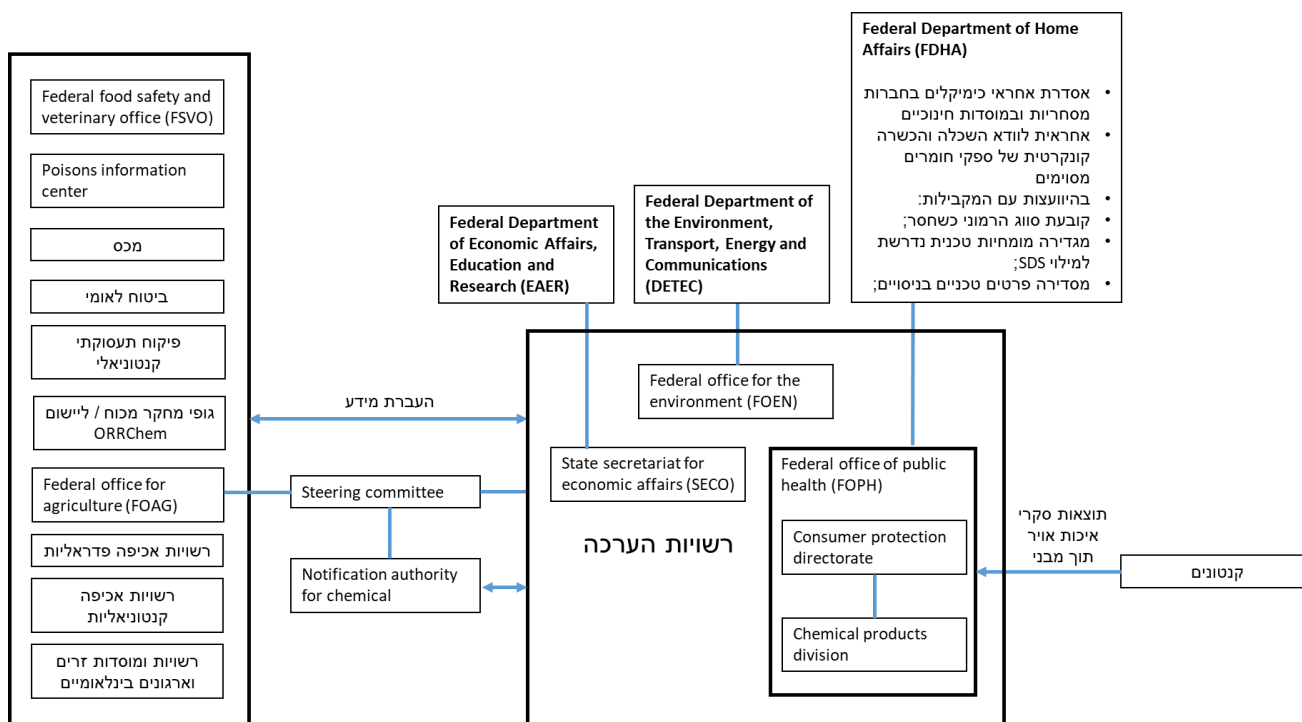 Federal food safety and
veterinary office (FSVO)
Poisons information
center
מכס
ביטוח לאומי
פיקוח תעסוקתי
קנטוניאלי
גופי מחקר מכוח / ליישום
ORRChem
Federal office for
agriculture (FOAG)
רשויות אכיפה פדראליות
רשויות אכיפה
קנטוניאליות
רשויות ומוסדות זרים
וארגונים בינלאומיים
העברת מידע
Steering committee
Notification authority
for chemical
Federal Department
of Economic Affairs,
Education and
Research (EAER)
Federal Department of
the Environment,
Transport, Energy and
Communications
(DETEC)
Federal Department of Home
Affairs (FDHA)
• אסדרת אחראי כימיקלים בחברות
מסחריות ובמוסדות חינוכיים
• אחראית לוודא השכלה והכשרה
קונקרטית של ספקי חומרים
מסוימים
• בהיוועצות עם המקבילות:
• קובעת סווג הרמוני כשחסר;
• מגדירה מומחיות טכנית נדרשת
למילוי SDS;
• מסדירה פרטים טכניים בניסויים;
Federal office for the
environment (FOEN)
State secretariat for
economic affairs (SECO)
רשויות הערכה
Federal office of public
health (FOPH)
Consumer protection
directorate
Chemical products
division
תוצאות סקרי
איכות אויר
תוך מבני
קנטונים